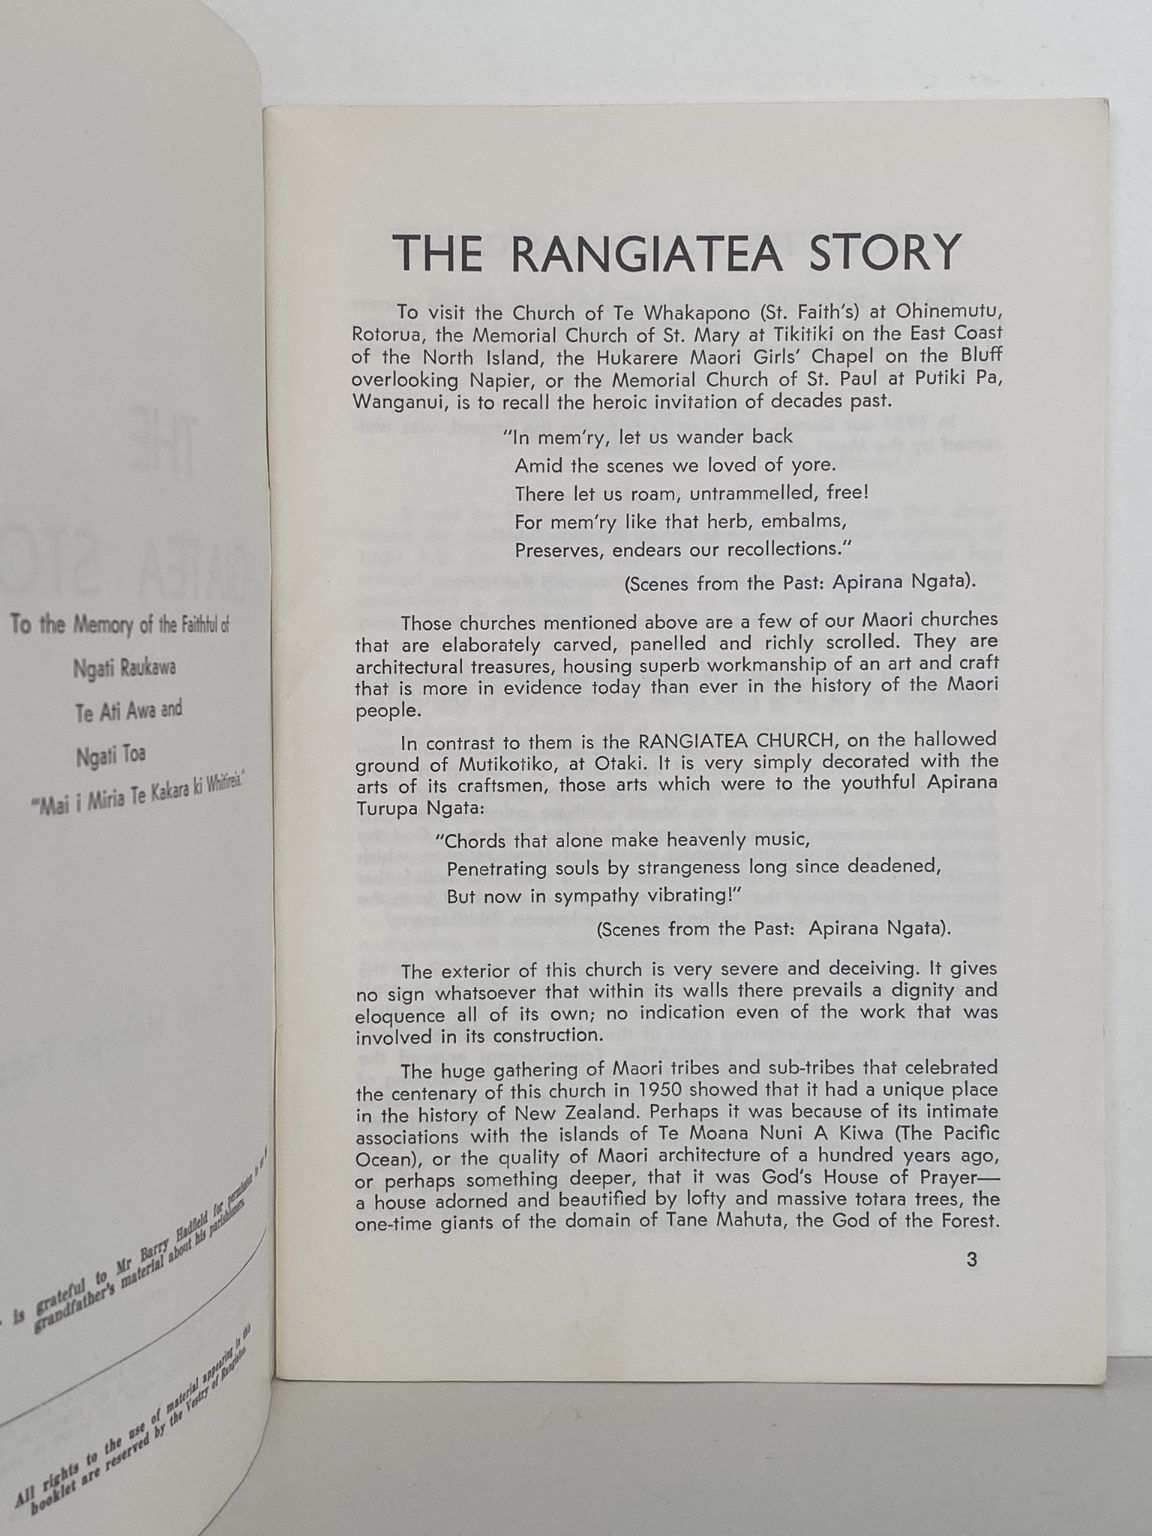 To the Memory of the Faithful of
Ngati Raukawa
Te Ati Awa and
Ngati Toa
"Mai i Miria Te Kakara ki Whitireia."
is grateful to Mr Barry Hadfield for permission to
grandfather's material about his parishioners.
All rights to the use of material appearing in this
booklet are reserved by the Vestry of Rangiatea.
THE RANGIATEA STORY
To visit the Church of Te Whakapono (St. Faith's) at Ohinemutu,
Rotorua, the Memorial Church of St. Mary at Tikitiki on the East Coast
of the North Island, the Hukarere Maori Girls' Chapel on the Bluff
overlooking Napier, or the Memorial Church of St. Paul at Putiki Pa,
Wanganui, is to recall the heroic invitation of decades past.
"In mem'ry, let us wander back
Amid the scenes we loved of yore.
There let us roam, untrammelled, free!
For mem'ry like that herb, embalms,
Preserves, endears our recollections."
(Scenes from the Past: Apirana Ngata).
Those churches mentioned above are a few of our Maori churches
that are elaborately carved, panelled and richly scrolled. They are
architectural treasures, housing superb workmanship of an art and craft
that is more in evidence today than ever in the history of the Maori
people.
In contrast to them is the RANGIATEA CHURCH, on the hallowed
ground of Mutikotiko, at Otaki. It is very simply decorated with the
arts of its craftsmen, those arts which were to the youthful Apirana
Turupa Ngata:
"Chords that alone make heavenly music,
Penetrating souls by strangeness long since deadened,
But now in sympathy vibrating!"
(Scenes from the Past: Apirana Ngata).
The exterior of this church is very severe and deceiving. It gives
no sign whatsoever that within its walls there prevails a dignity and
eloquence all of its own; no indication even of the work that was
involved in its construction.
The huge gathering of Maori tribes and sub-tribes that celebrated
the centenary of this church in 1950 showed that it had a unique place
in the history of New Zealand. Perhaps it was because of its intimate
associations with the islands of Te Moana Nuni A Kiwa (The Pacific
Ocean), or the quality of Maori architecture of a hundred years ago,
or perhaps something deeper, that it was God's House of Prayer—
a house adorned and beautified by lofty and massive totara trees, the
one-time giants of the domain of Tane Mahuta, the God of the Forest.
3